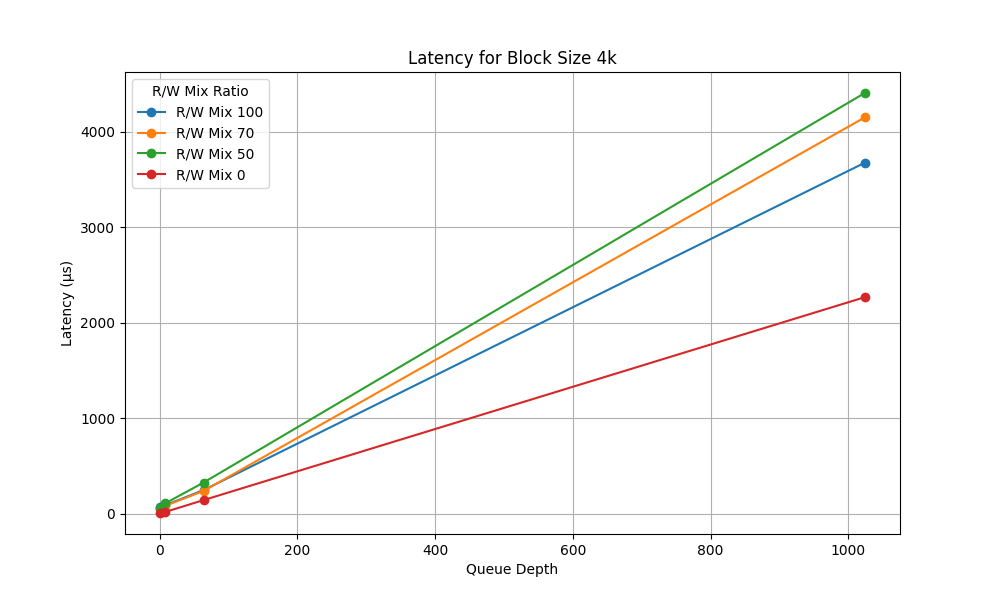 Latency for Block Size 4k
R/W Mix Ratio
R/W Mix 100
R/W Mix 70
R/W Mix 50
R/W Mix 0
Latency (µs)
4000
3000
2000
1000
0
0 200 400 600 800 1000
Queue Depth